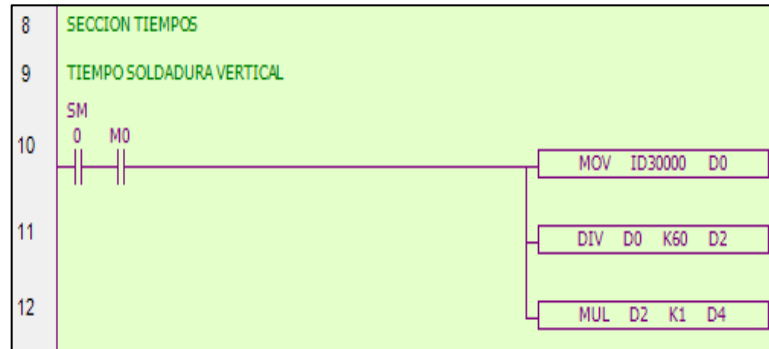 8 SECCION TIEMPOS
9 TIEMPO SOLDADURA VERTICAL
SM
0 M0
10 MOV ID30000 D0
11 DIV D0 K60 D2
12 MUL D2 K1 D4